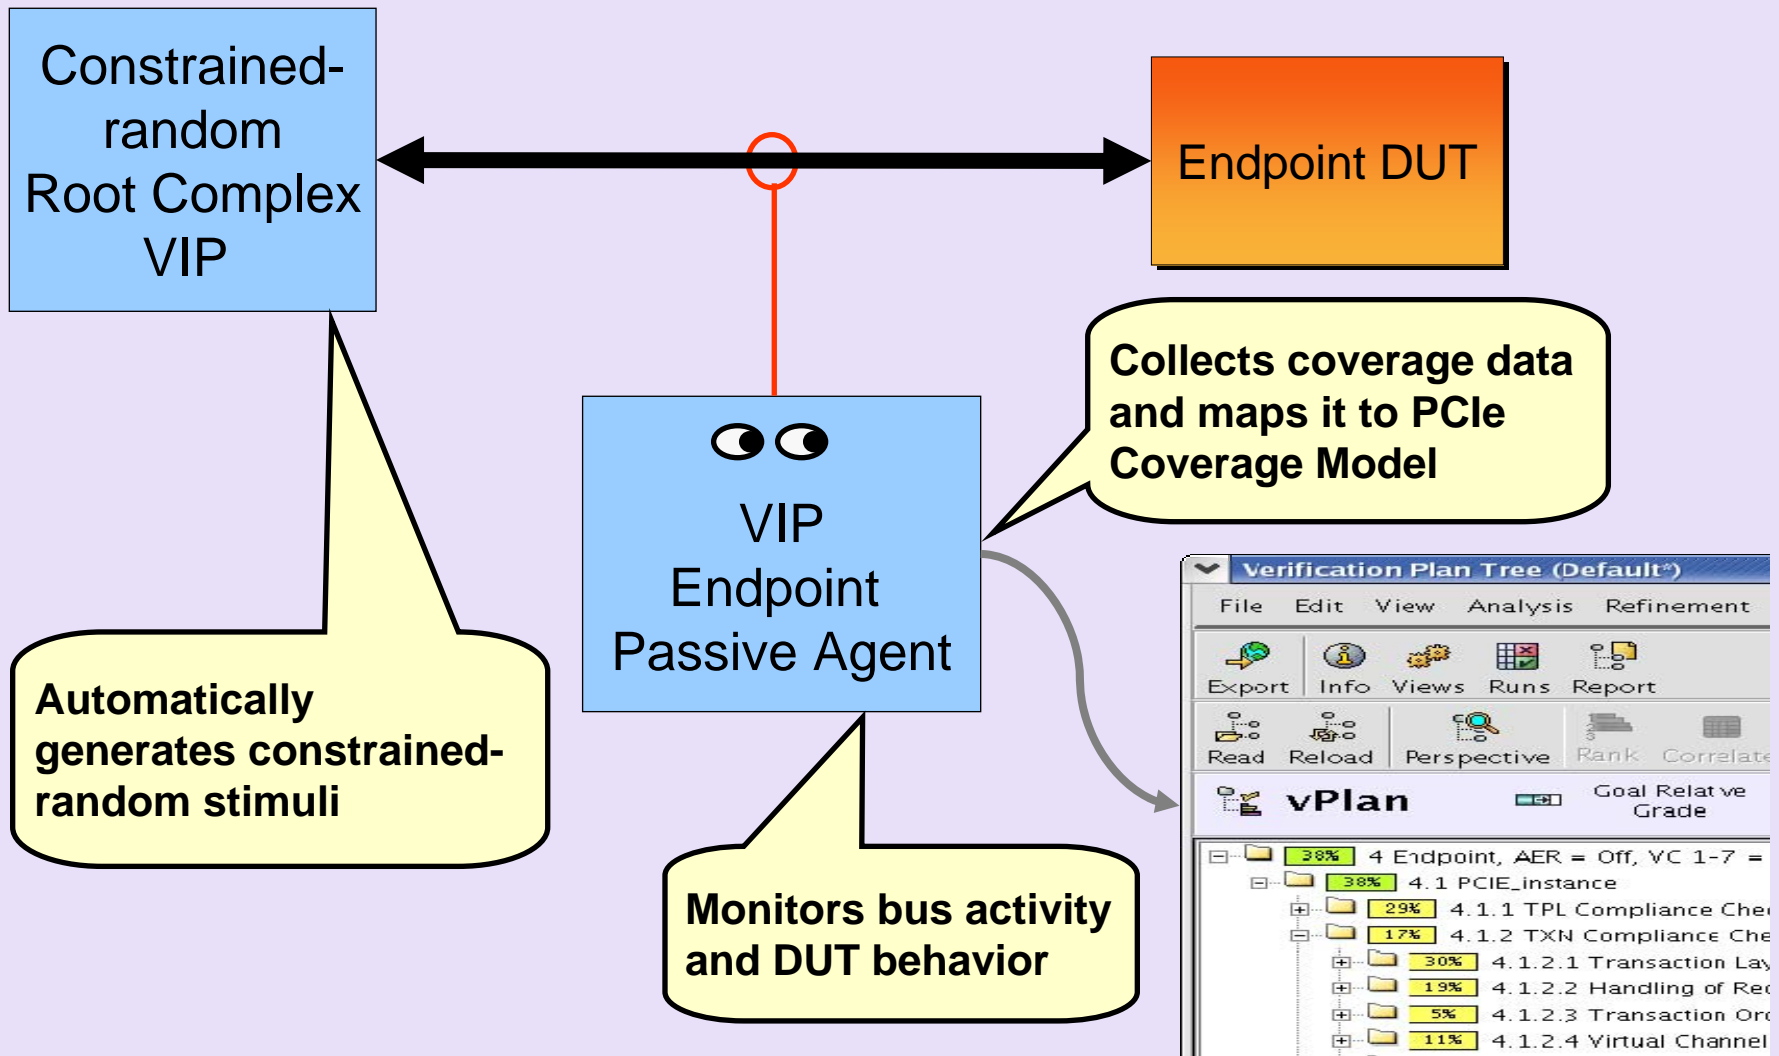 Constrained-
random
Root Complex
VIP
Endpoint DUT
Collects coverage data
and maps it to PCIe
Coverage Model
VIP
Endpoint
Passive Agent
Automatically
generates constrained-
random stimuli
Monitors bus activity
and DUT behavior
Verification Plan Tree (Default*)
File Edit View Analysis Refinement
Export Info Views Runs Report
Read Reload Perspective Rank Correlate
vPlan Goal Relative
Grade
38% 4 Endpoint, AER = Off, VC 1-7 =
38% 4.1 PCIE_instance
29% 4.1.1 TPL Compliance Che
17% 4.1.2 TXN Compliance Che
30% 4.1.2.1 Transaction Lay
19% 4.1.2.2 Handling of Rec
5% 4.1.2.3 Transaction Ord
11% 4.1.2.4 Virtual Channel